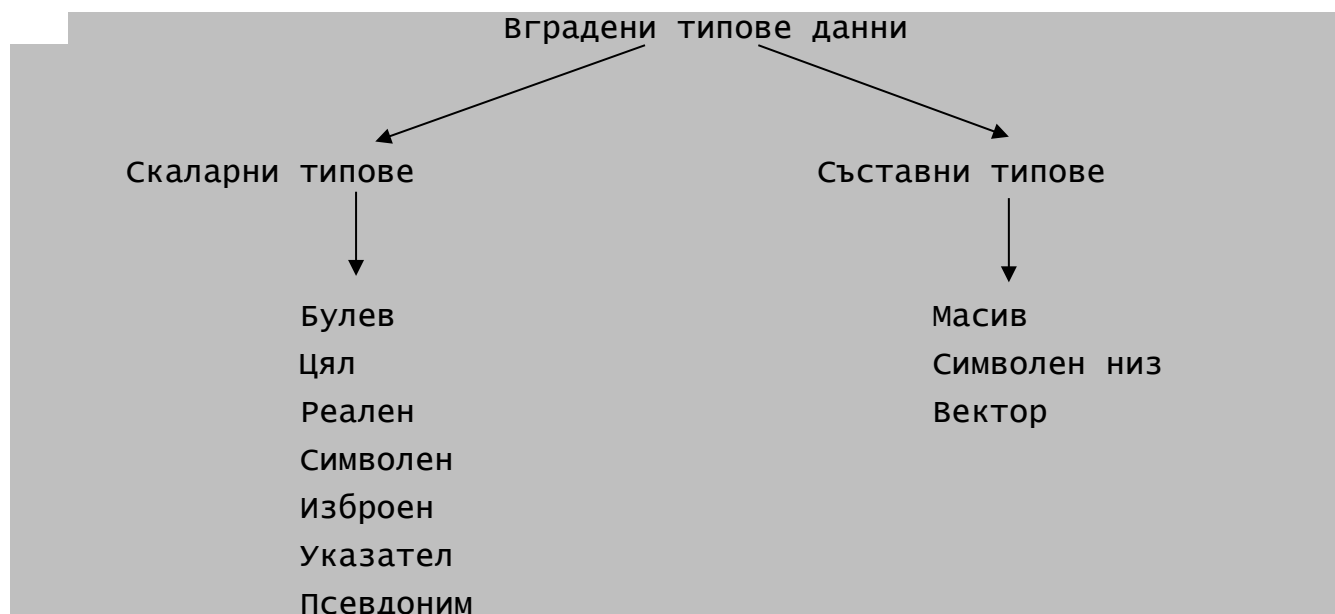 Вградени типове данни
Скаларни типове
Съставни типове
Булев
Цял
Реален
Символен
Изброен
Указател
Псевдоним
Масив
Символен низ
Вектор